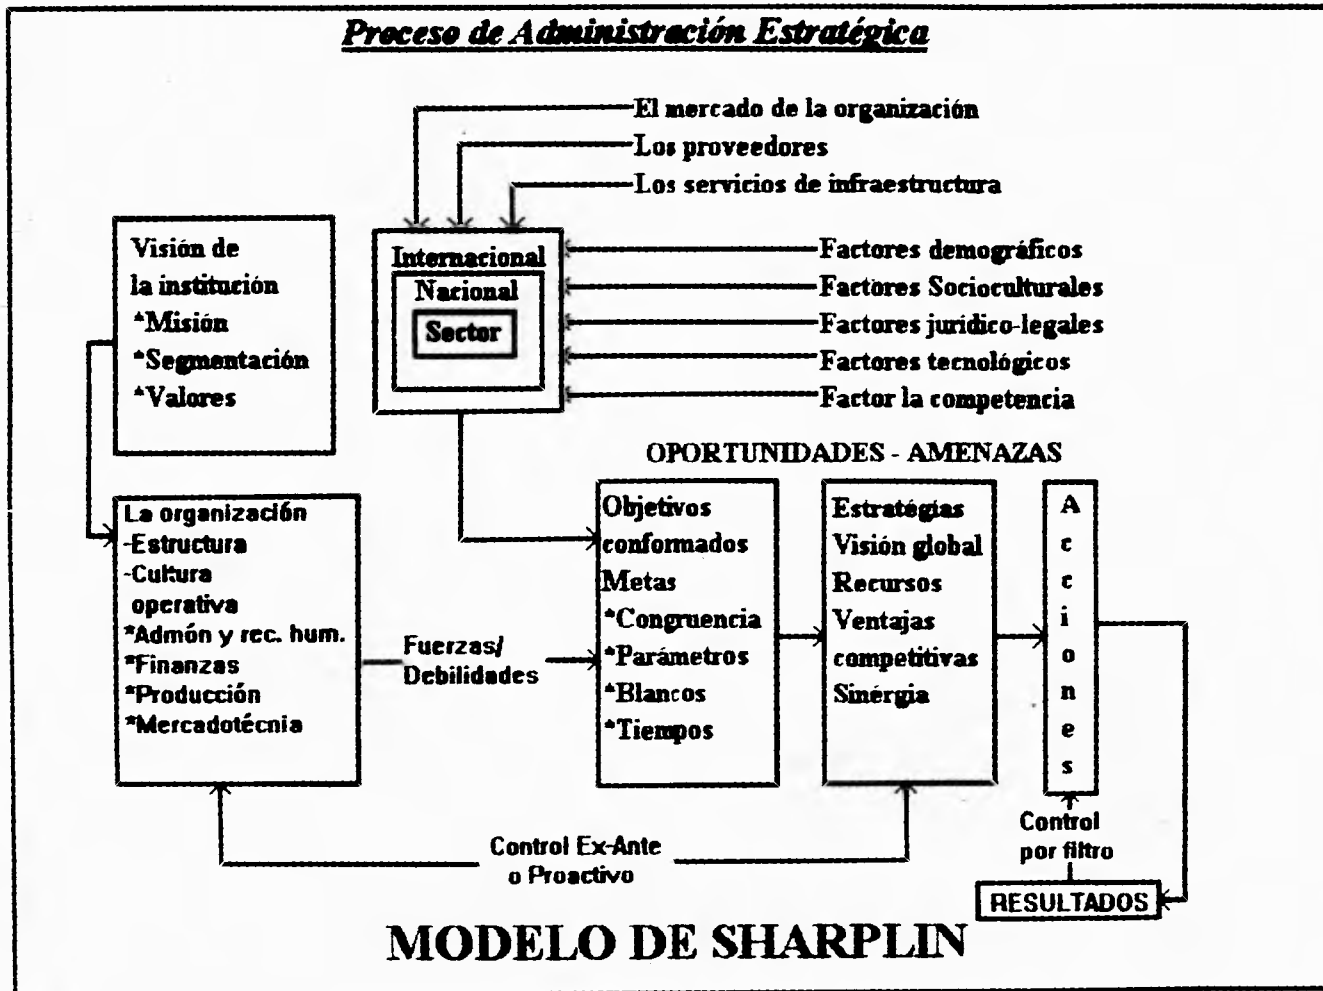 Proceso de Administración Estratégica
El mercado de la organización
Los proveedores
Los servicios de infraestructura
Visión de
la institución
*Misión
*Segmentación
*Valores
Internacional
Nacional
Sector
Factores demográficos
Factores Socioculturales
Factores jurídico-legales
Factores tecnológicos
Factor la competencia
OPORTUNIDADES - AMENAZAS
La organización
-Estructura
-Cultura
operativa
*Admón y rec. hum.
*Finanzas
*Producción
*Mercadotécnia
Fuerzas/
Debilidades
Objetivos
conformados
Metas
*Congruencia
*Parámetros
*Blancos
*Tiempos
Estratégias
Visión global
Recursos
Ventajas
competitivas
Sinérgia
A
c
c
i
o
n
e
s
Control Ex-Ante
o Proactivo
Control
por filtro
RESULTADOS
MODELO DE SHARPLIN